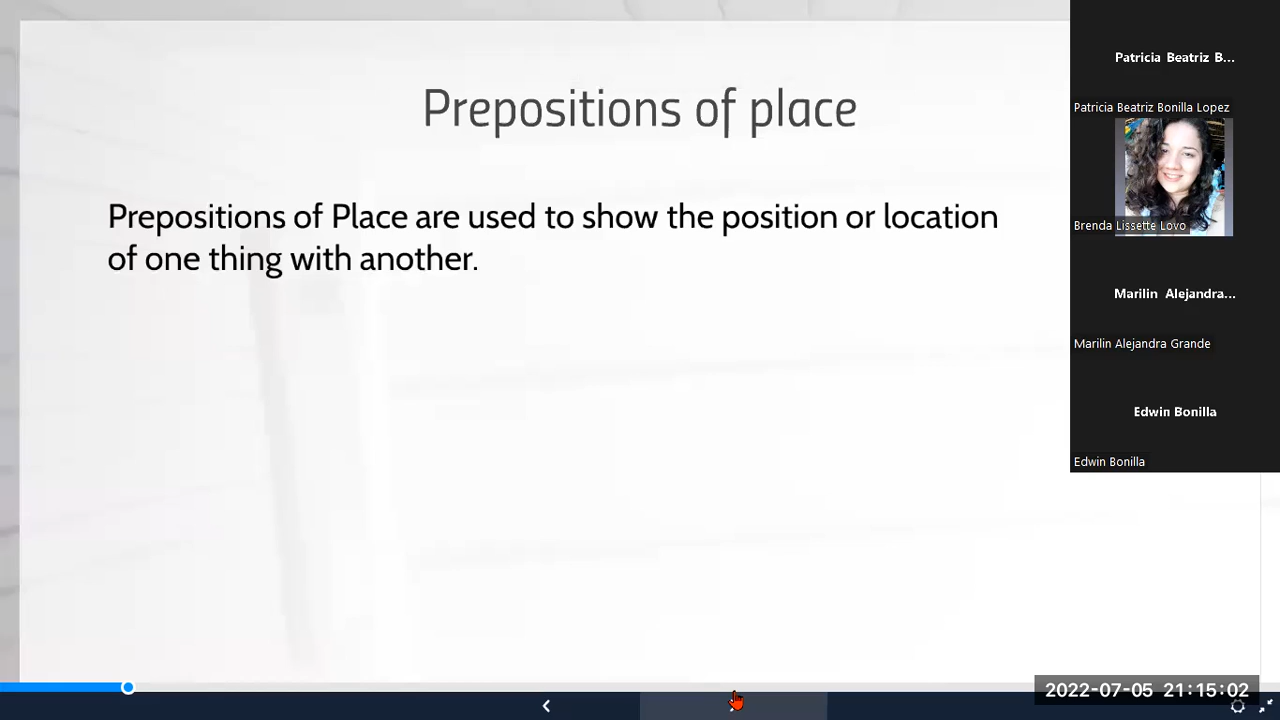 Prepositions of place
Prepositions of Place are used to show the position or location
of one thing with another.
Patricia Beatriz B...
Patricia Beatriz Bonilla Lopez
Brenda Lissette Lovo
Marilin Alejandra...
Marilin Alejandra Grande
Edwin Bonilla
Edwin Bonilla
2022-07-05 21:15:02